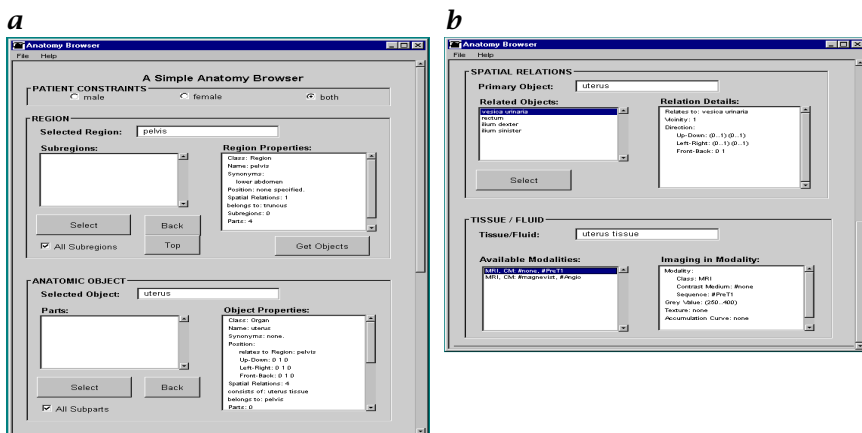 a
Anatomy Browser
File Help
A Simple Anatomy Browser
PATIENT CONSTRAINTS
male female both
REGION
Selected Region: pelvis
Subregions:
Region Properties:
Class: Region
Name: pelvis
Synonyms:
lower abdomen
Position: none specified.
Spatial Relations: 1
belongs to: truncus
Subregions: 0
Parts: 4
Select Back
All Subregions Top Get Objects
ANATOMIC OBJECT
Selected Object: uterus
Parts:
Object Properties:
Class: Organ
Name: uterus
Synonyms: none.
Position:
relates to Region: pelvis
Up-Down: 0 1 0
Left-Right: 0 1 0
Front-Back: 0 1 0
Spatial Relations: 4
consists of: uterus tissue
belongs to: pelvis
Parts: 0
Select Back
All Subparts
b
Anatomy Browser
File Help
SPATIAL RELATIONS
Primary Object: uterus
Related Objects:
vesica urinaria
rectum
ilium dexter
ilium sinister
Relation Details:
Relates to: vesica urinaria
Vicinity: 1
Direction:
Up-Down: (0..1) (0..1)
Left-Right: (0..1) (0..1)
Front-Back: 0 1
Select
TISSUE / FLUID
Tissue/Fluid: uterus tissue
Available Modalities:
MRI, CM: #none, #PreT1
MRI, CM: #magnevist, #Angio
Imaging in Modality:
Modality:
Class: MRI
Contrast Medium: #none
Sequence: #PreT1
Grey Value: (250..400)
Texture: none
Accumulation Curve: none